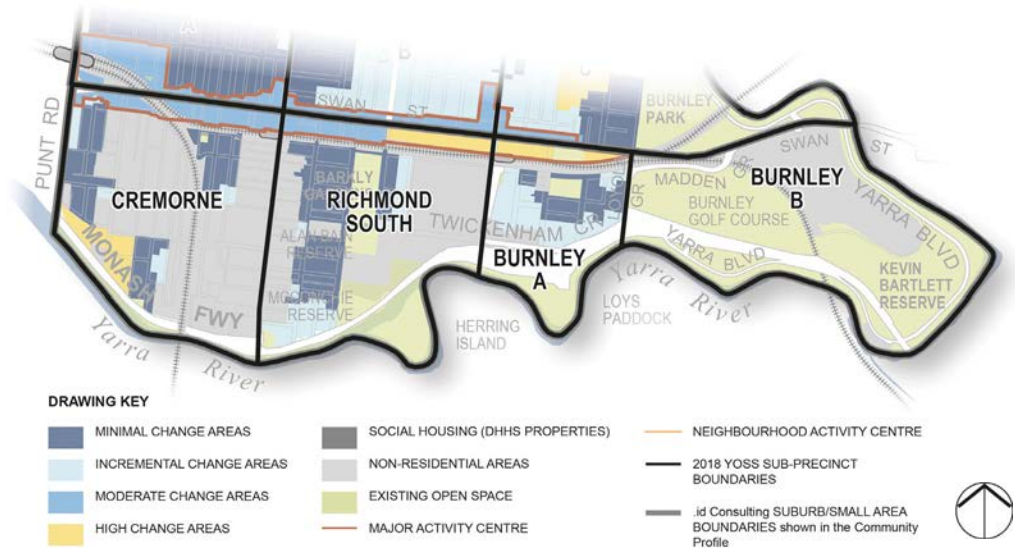 A
B
C
SWAN ST
PUNT RD
BURNLEY
PARK
SWAN ST
CREMORNE
BARKLY
RICHMOND
SOUTH
MADDEN GR
BURNLEY
B
BURNLEY
GOLF COURSE
YARRA BLVD
TWICKENHAM CR
ALAN BAIN
RESERVE
BURNLEY
A
YARRA BLVD
KEVIN
BARTLETT
RESERVE
MONASH
FWY
MCCONCHIE
RESERVE
HERRING
ISLAND
LOYS
PADDOCK
Yarra River
Yarra River
DRAWING KEY
MINIMAL CHANGE AREAS
INCREMENTAL CHANGE AREAS
MODERATE CHANGE AREAS
HIGH CHANGE AREAS
SOCIAL HOUSING (DHHS PROPERTIES)
NON-RESIDENTIAL AREAS
EXISTING OPEN SPACE
MAJOR ACTIVITY CENTRE
NEIGHBOURHOOD ACTIVITY CENTRE
2018 YOSS SUB-PRECINCT
BOUNDARIES
.id Consulting SUBURB/SMALL AREA
BOUNDARIES shown in the Community
Profile